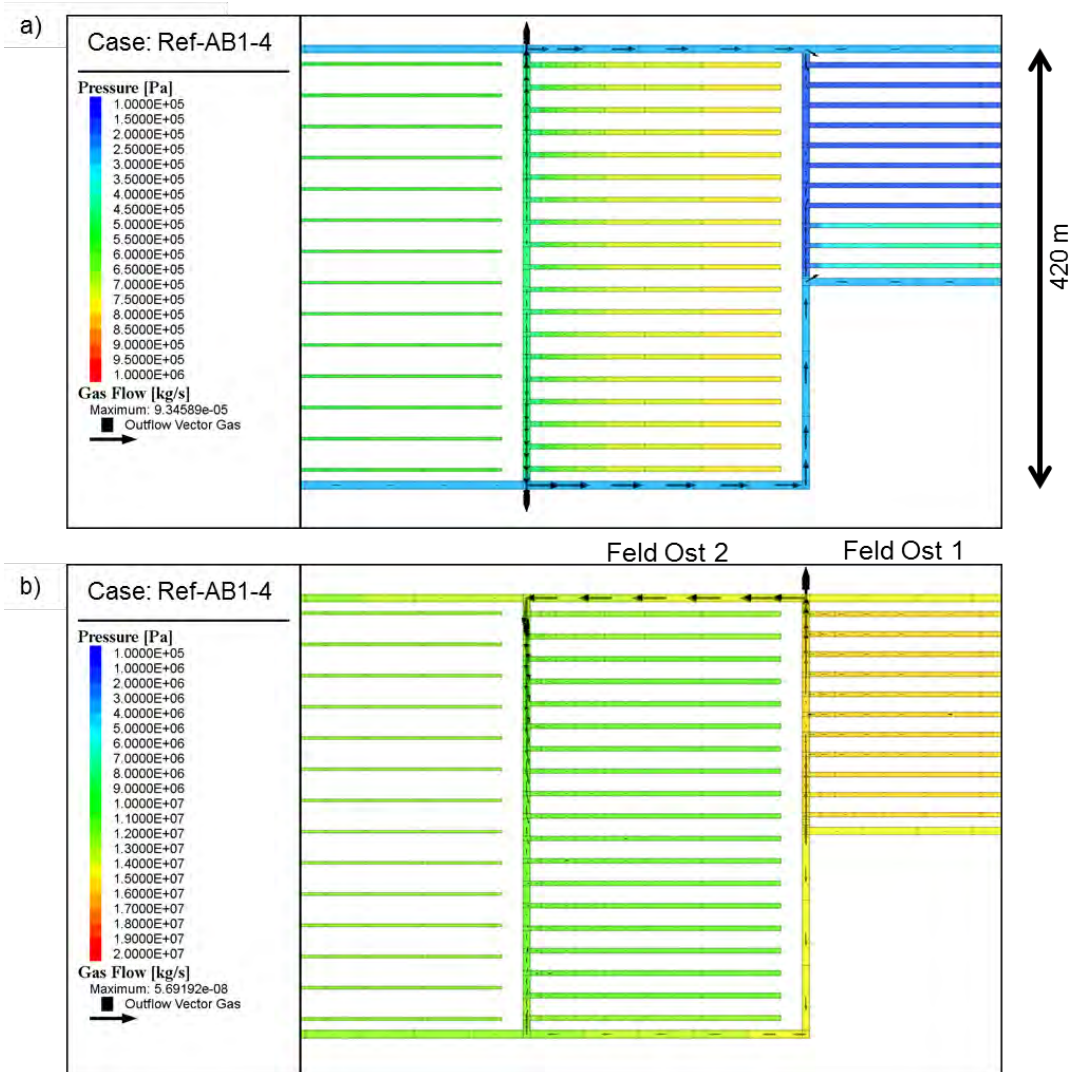 a)
Case: Ref-AB1-4
Pressure [Pa]
1.0000E+05
1.5000E+05
2.0000E+05
2.5000E+05
3.0000E+05
3.5000E+05
4.0000E+05
4.5000E+05
5.0000E+05
5.5000E+05
6.0000E+05
6.5000E+05
7.0000E+05
7.5000E+05
8.0000E+05
8.5000E+05
9.0000E+05
9.5000E+05
1.0000E+06
Gas Flow [kg/s]
Maximum: 9.34589e-05
Outflow Vector Gas
420 m
Feld Ost 2
Feld Ost 1
b)
Case: Ref-AB1-4
Pressure [Pa]
1.0000E+05
1.0000E+06
2.0000E+06
3.0000E+06
4.0000E+06
5.0000E+06
6.0000E+06
7.0000E+06
8.0000E+06
9.0000E+06
1.0000E+07
1.1000E+07
1.2000E+07
1.3000E+07
1.4000E+07
1.5000E+07
1.6000E+07
1.7000E+07
1.8000E+07
1.9000E+07
2.0000E+07
Gas Flow [kg/s]
Maximum: 5.69192e-08
Outflow Vector Gas